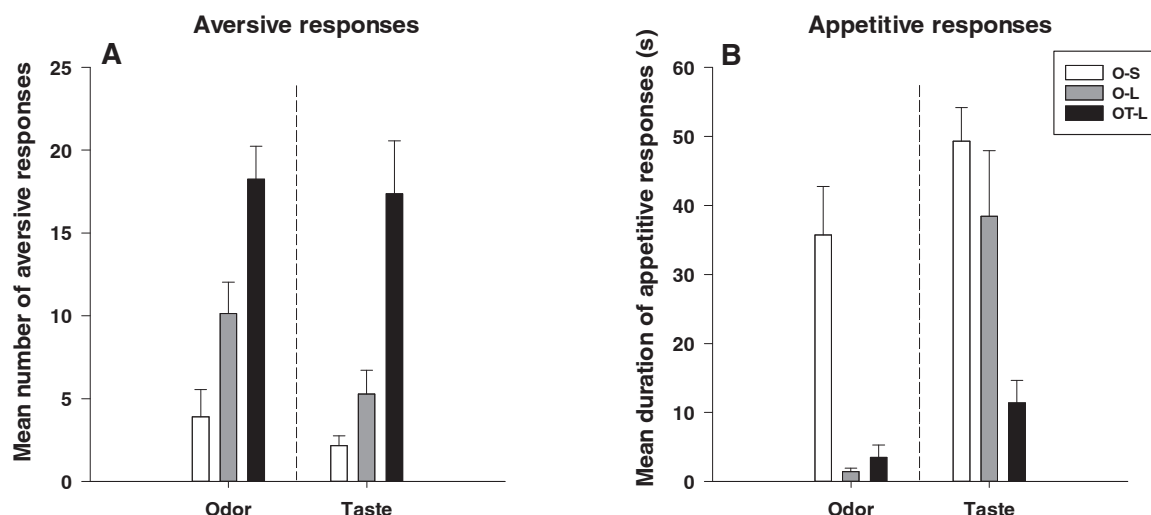 Aversive responses
A
Mean number of aversive responses
25
20
15
10
5
0
Odor
Taste
Appetitive responses
B
Mean duration of appetitive responses (s)
60
50
40
30
20
10
0
Odor
Taste
O-S
O-L
OT-L